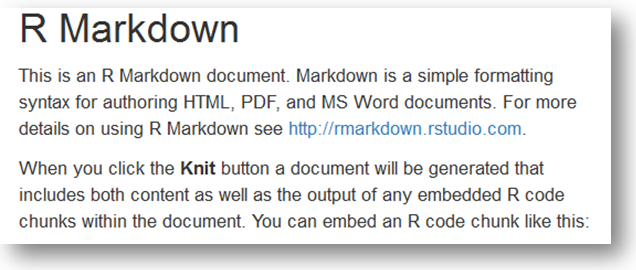 R Markdown
This is an R Markdown document. Markdown is a simple formatting
syntax for authoring HTML, PDF, and MS Word documents. For more
details on using R Markdown see http://rmarkdown.rstudio.com.
When you click the Knit button a document will be generated that
includes both content as well as the output of any embedded R code
chunks within the document. You can embed an R code chunk like this: